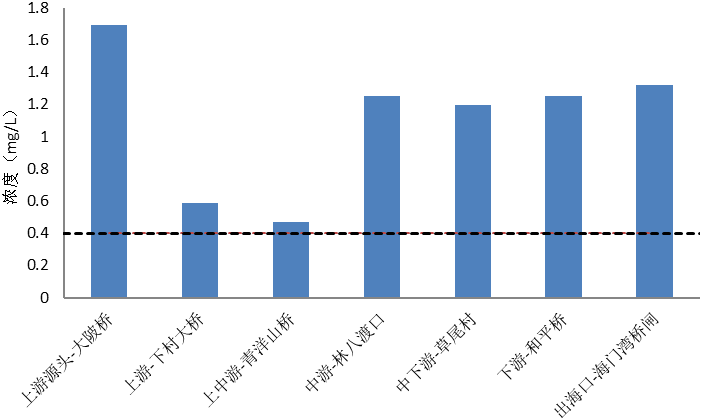 1.8
1.6
1.4
1.2
1
0.8
0.6
0.4
0.2
0
浓度（mg/L）
上游源头-大陂桥
上游-下村大桥
上中游-青洋山桥
中游-林八渡口
中下游-草尾村
下游-和平桥
出海口-海门湾桥闸